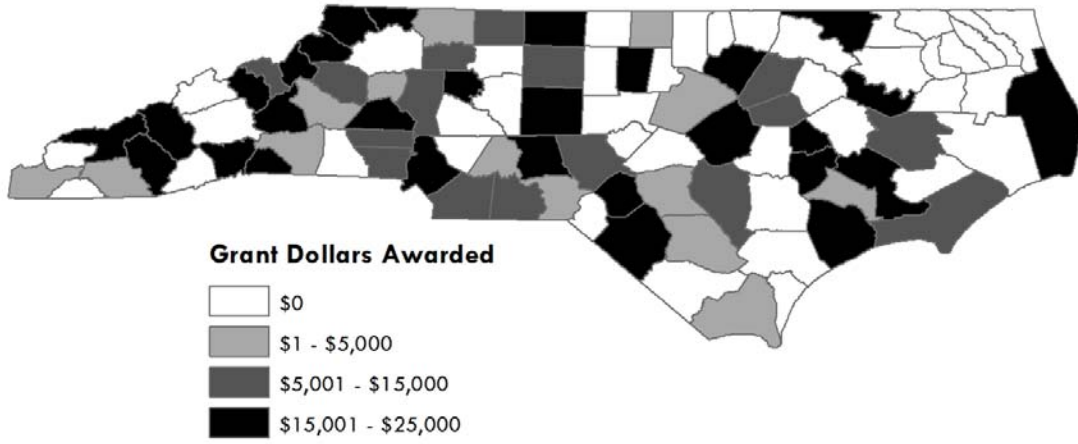 Grant Dollars Awarded
$0
$1 - $5,000
$5,001 - $15,000
$15,001 - $25,000